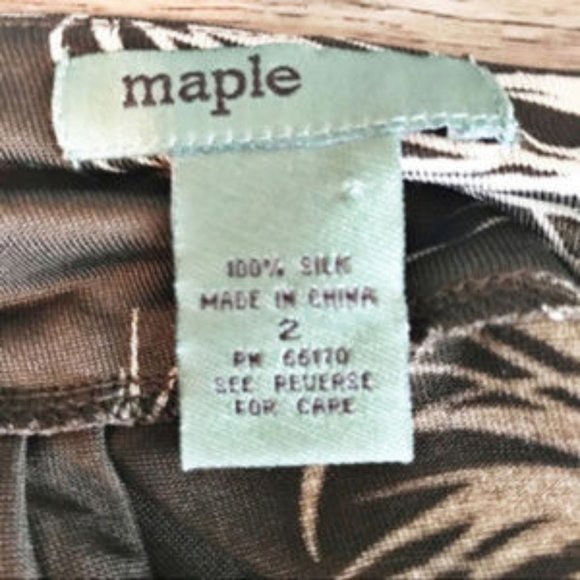 maple
100% SILK
MADE IN CHINA
2
RN 66170
SEE REVERSE
FOR CARE